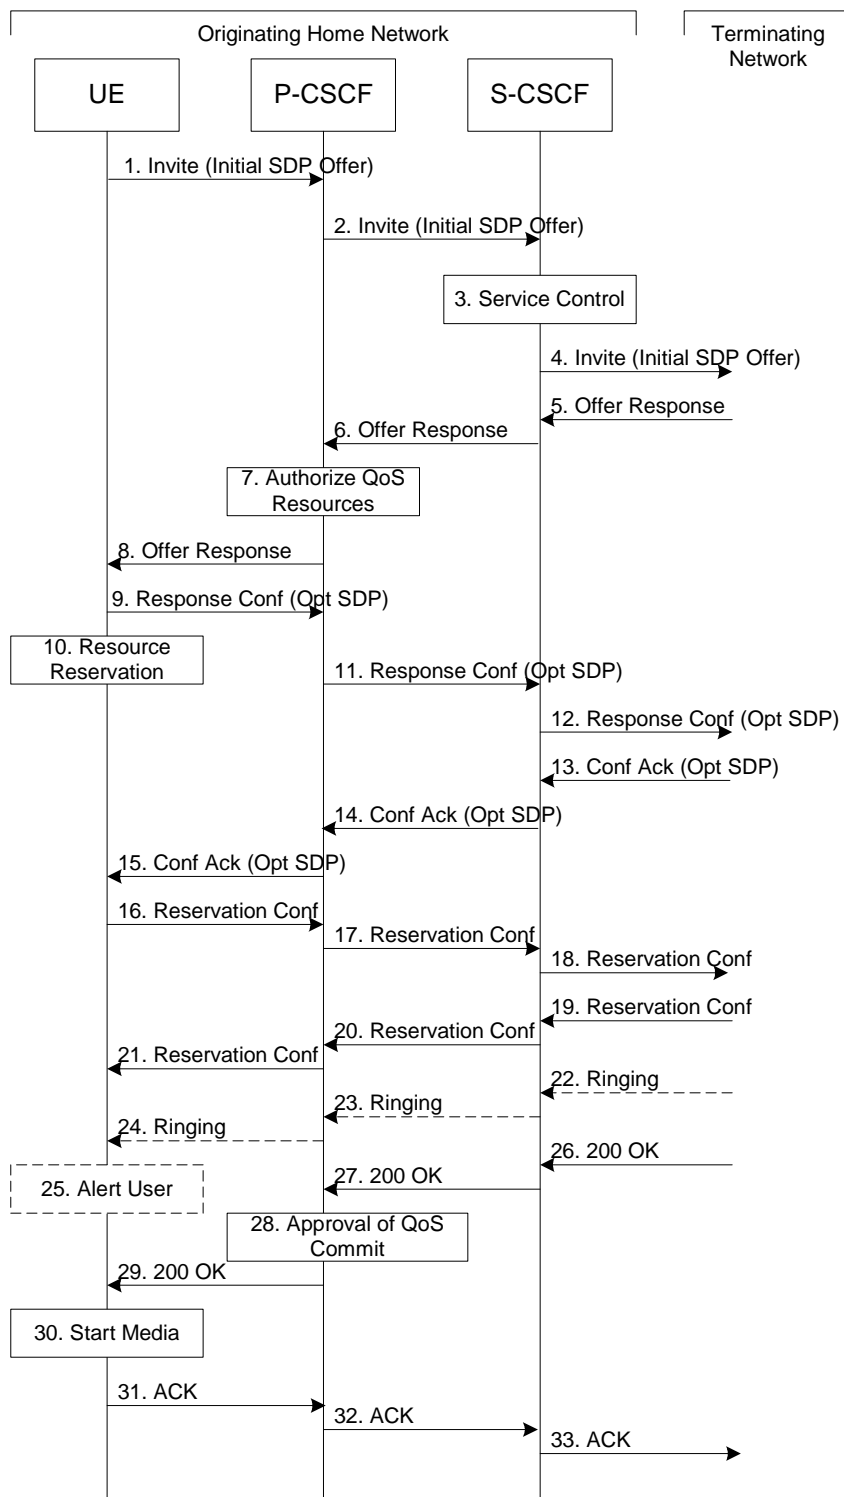 Originating Home Network
Terminating
Network
UE
P-CSCF
S-CSCF
1. Invite (Initial SDP Offer)
2. Invite (Initial SDP Offer)
3. Service Control
4. Invite (Initial SDP Offer)
5. Offer Response
6. Offer Response
7. Authorize QoS
Resources
8. Offer Response
9. Response Conf (Opt SDP)
10. Resource
Reservation
11. Response Conf (Opt SDP)
12. Response Conf (Opt SDP)
13. Conf Ack (Opt SDP)
14. Conf Ack (Opt SDP)
15. Conf Ack (Opt SDP)
16. Reservation Conf
17. Reservation Conf
18. Reservation Conf
19. Reservation Conf
20. Reservation Conf
21. Reservation Conf
22. Ringing
23. Ringing
24. Ringing
25. Alert User
26. 200 OK
27. 200 OK
28. Approval of QoS
Commit
29. 200 OK
30. Start Media
31. ACK
32. ACK
33. ACK